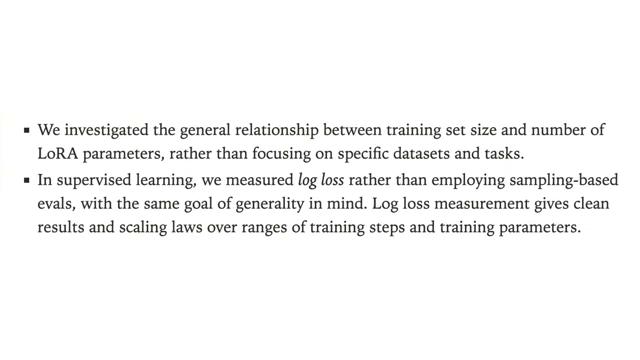 ▪ We investigated the general relationship between training set size and number of
LoRA parameters, rather than focusing on specific datasets and tasks.
▪ In supervised learning, we measured log loss rather than employing sampling-based
evals, with the same goal of generality in mind. Log loss measurement gives clean
results and scaling laws over ranges of training steps and training parameters.